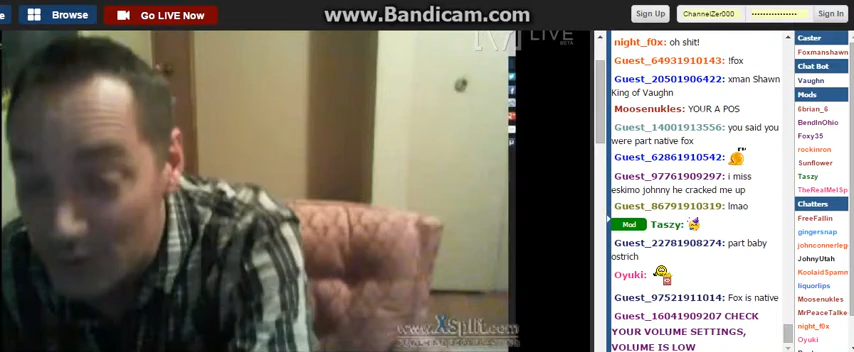 www.Bandicam.com
Browse
Go LIVE Now
Sign Up
ChannelZer000
Sign In
LIVE
BETA
night_f0x: oh shit!
Guest_64931910143: !fox
Guest_20501906422: xman Shawn
King of Vaughn
Moosenukles: YOUR A POS
Guest_14001913556: you said you
were part native fox
Guest_62861910542:
Guest_97761909297: i miss
eskimo johnny he cracked me up
Guest_86791910319: lmao
Mod Taszy:
Guest_22781908274: part baby
ostrich
Oyuki:
Guest_97521911014: Fox is native
Guest_16041909207 CHECK
YOUR VOLUME SETTINGS,
VOLUME IS LOW
Caster
Foxmanshawn
Chat Bot
Vaughn
Mods
6brian_6
BendInOhio
Foxy35
rockinron
Sunflower
Taszy
TheRealMelSp
Chatters
FreeFallin
gingersnap
johnconnerleg
JohnyUtah
KoolaidSpamm
liquorlips
Moosenukles
MrPeaceTalke
night_f0x
Oyuki
www.XSplit.com